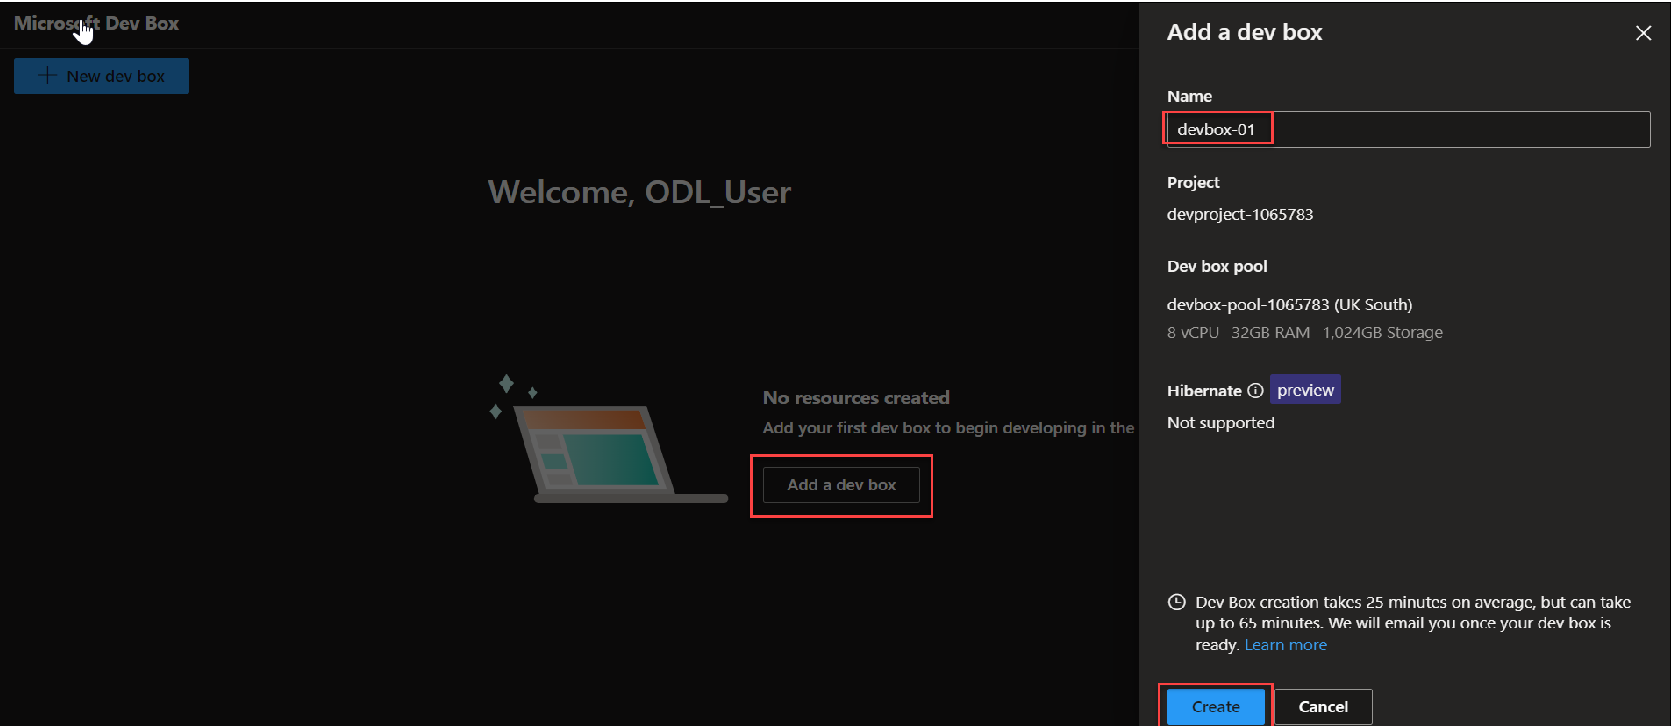 Microsoft Dev Box
New dev box
Welcome, ODL_User
No resources created
Add your first dev box to begin developing in the
Add a dev box
Add a dev box
Name
devbox-01
Project
devproject-1065783
Dev box pool
devbox-pool-1065783 (UK South)
8 vCPU 32GB RAM 1,024GB Storage
Hibernate preview
Not supported
Dev Box creation takes 25 minutes on average, but can take
up to 65 minutes. We will email you once your dev box is
ready. Learn more
Create Cancel